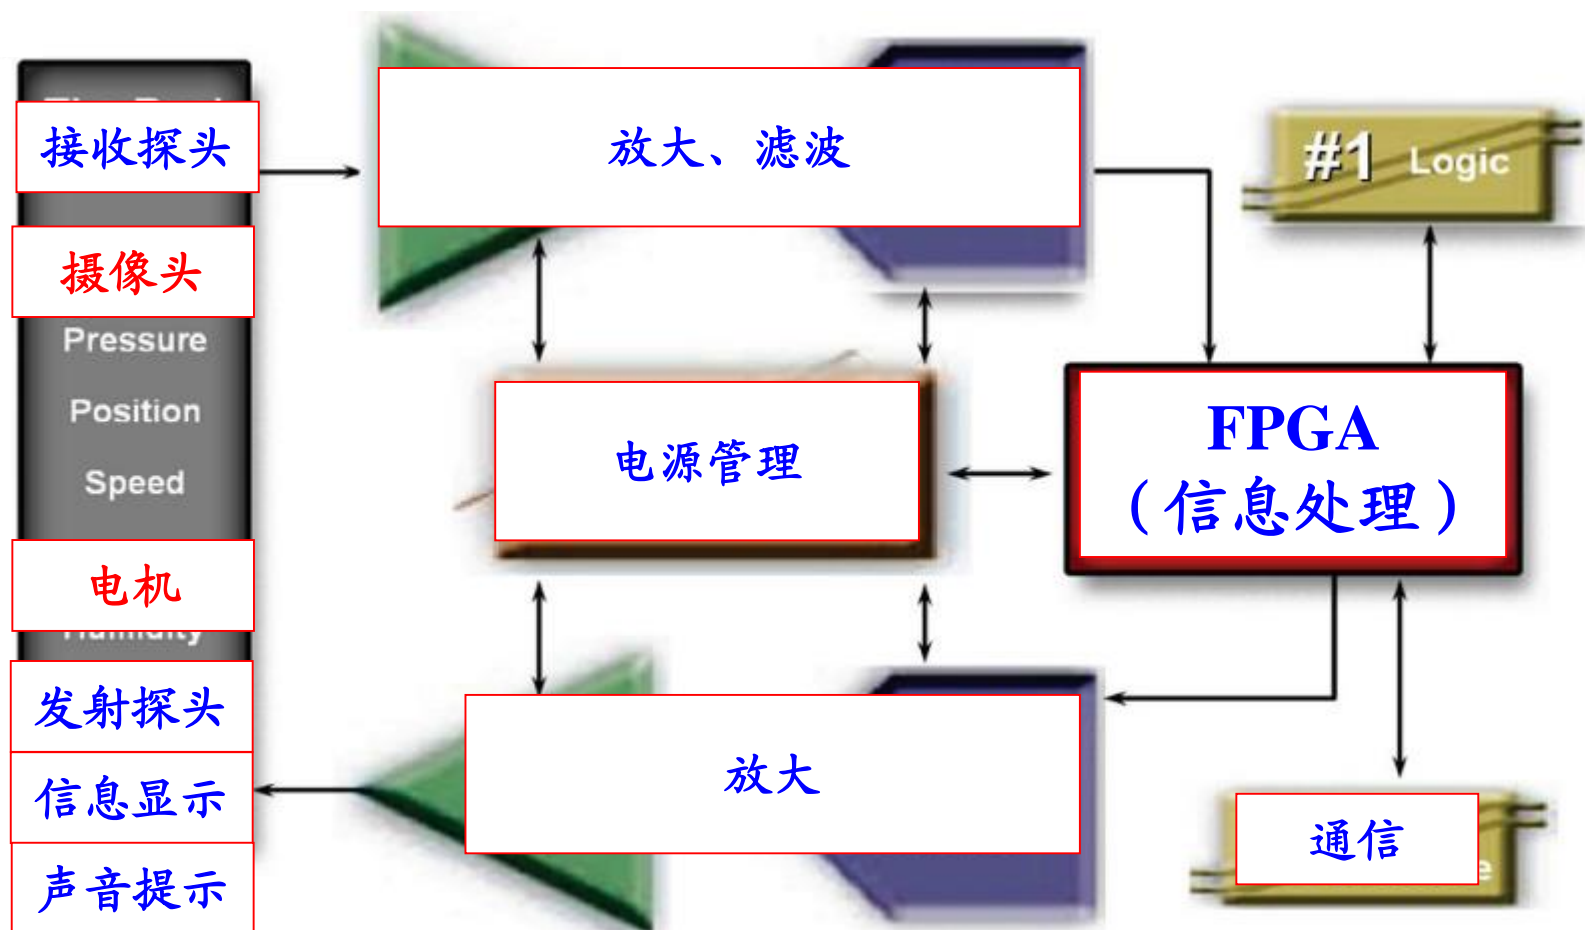 接收探头
放大、滤波
#1 Logic
摄像头
Pressure
Position
Speed
电源管理
FPGA
（信息处理）
电机
Humidity
发射探头
信息显示
放大
通信
声音提示